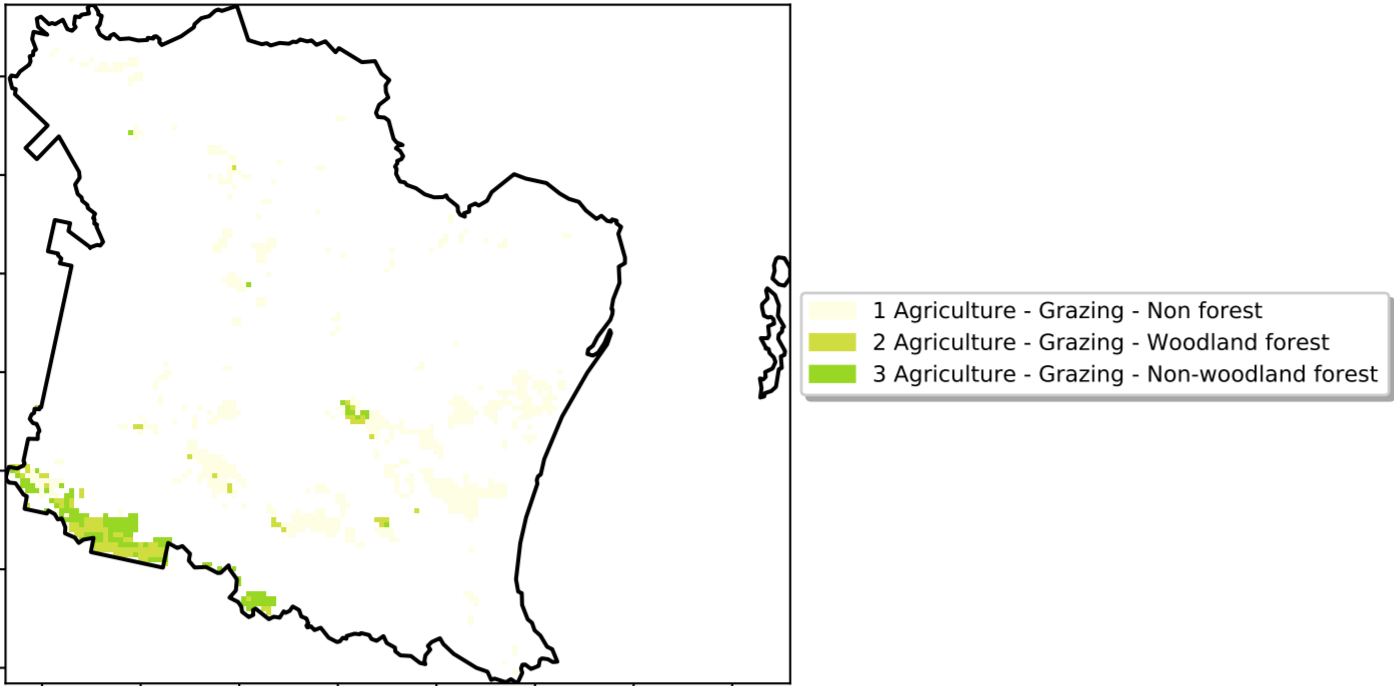 1 Agriculture - Grazing - Non forest
2 Agriculture - Grazing - Woodland forest
3 Agriculture - Grazing - Non-woodland forest